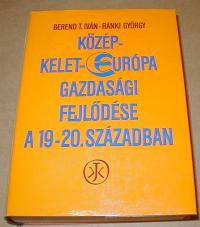 BEREND T. IVÁN-RÁNKI GYÖRGY
KÖZÉP-
KELET-EURÓPA
GAZDASÁGI
FEJLŐDÉSE
A 19-20. SZÁZADBAN